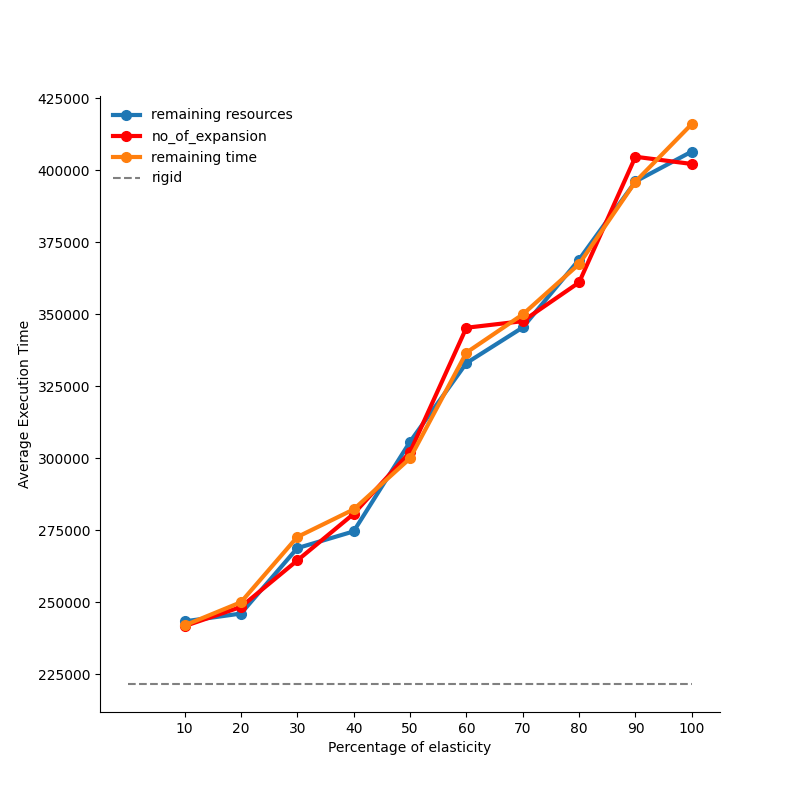 425000
400000
375000
350000
325000
300000
275000
250000
225000
Average Execution Time
remaining resources
no_of_expansion
remaining time
rigid
10 20 30 40 50 60 70 80 90 100
Percentage of elasticity